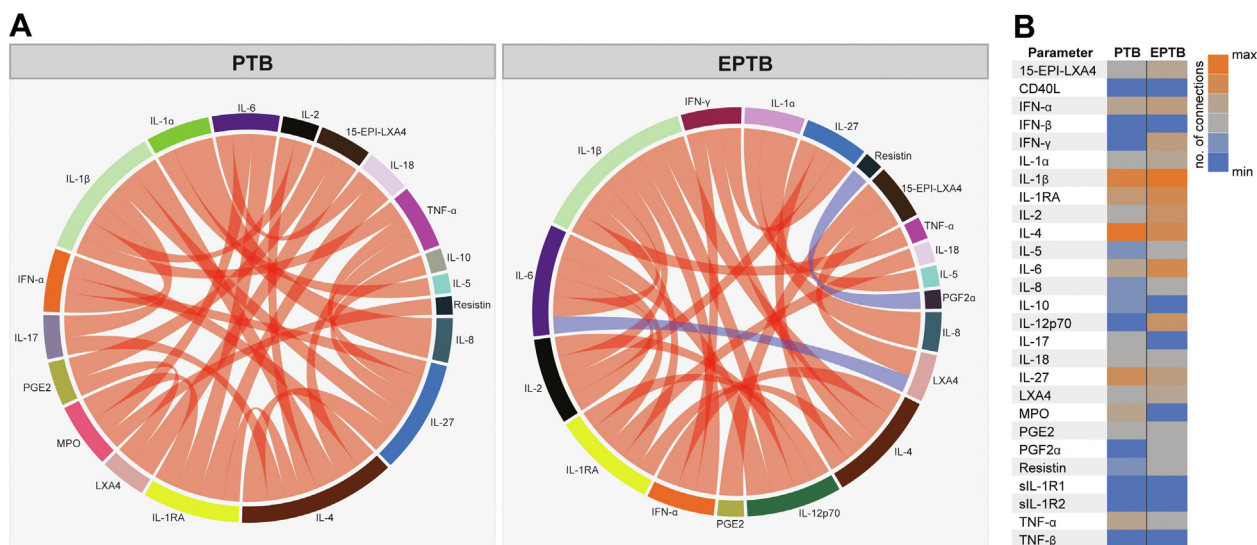 A
PTB
IL-6
IL-2
IL-1α
15-EPI-LXA4
IL-18
IL-1β
TNF-α
IL-10
IL-5
IFN-α
Resistin
IL-17
IL-8
PGE2
IL-27
MPO
LXA4
IL-1RA
IL-4
EPTB
IFN-γ
IL-1α
IL-27
Resistin
IL-1β
15-EPI-LXA4
TNF-α
IL-18
IL-6
IL-5
PGF2α
IL-8
IL-2
LXA4
IL-4
IL-1RA
IFN-α
PGE2
IL-12p70
B
Parameter PTB EPTB
15-EPI-LXA4
CD40L
IFN-α
IFN-β
IFN-γ
IL-1α
IL-1β
IL-1RA
IL-2
IL-4
IL-5
IL-6
IL-8
IL-10
IL-12p70
IL-17
IL-18
IL-27
LXA4
MPO
PGE2
PGF2α
Resistin
sIL-1R1
sIL-1R2
TNF-α
TNF-β
no. of connections
max
min